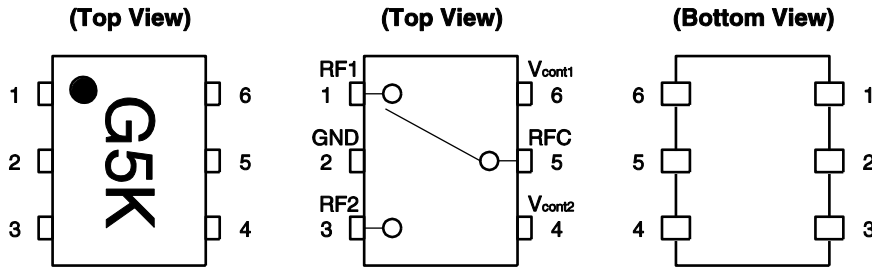 (Top View)
1
2
3
G5K
6
5
4
(Top View)
RF1
1
GND
2
RF2
3
Vcont1
6
RFC
5
Vcont2
4
(Bottom View)
6
5
4
1
2
3